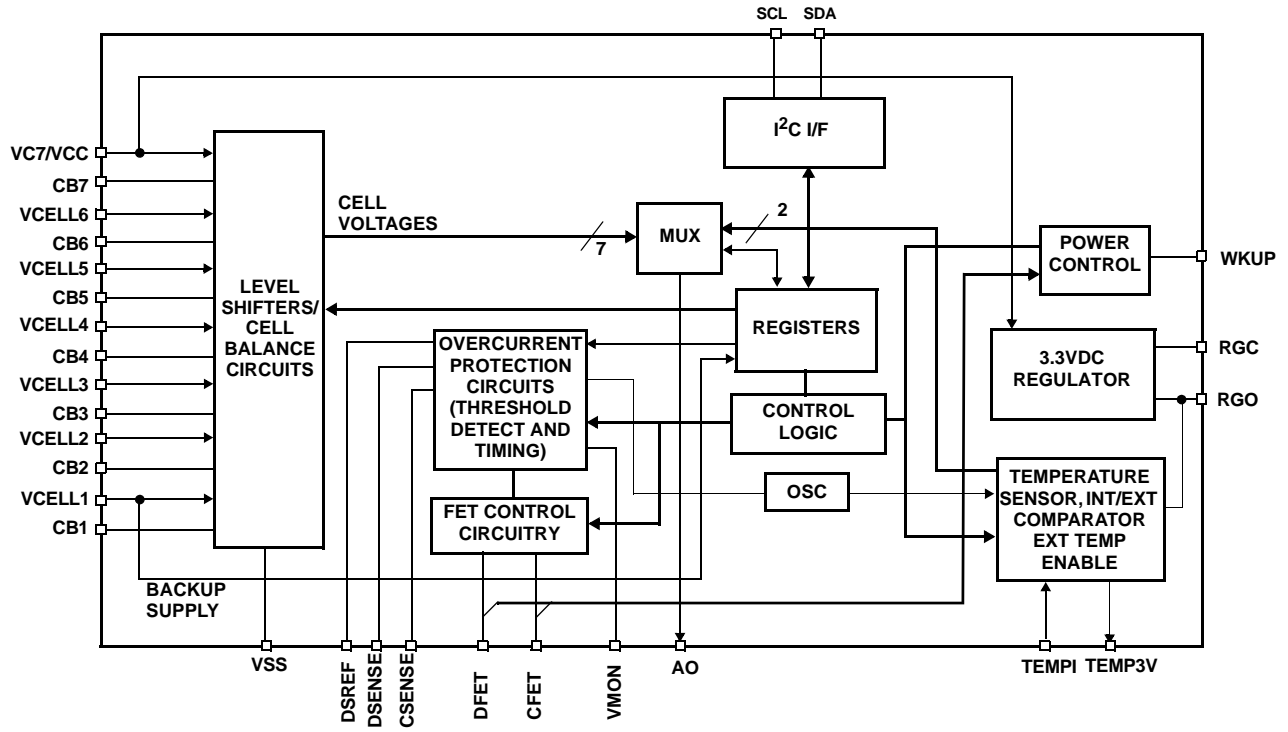 SCL SDA
I2C I/F
VC7/VCC
CB7
VCELL6
CB6
VCELL5
CB5
VCELL4
CB4
VCELL3
CB3
VCELL2
CB2
VCELL1
CB1
LEVEL
SHIFTERS/
CELL
BALANCE
CIRCUITS
CELL
VOLTAGES
7
MUX
2
REGISTERS
OVERCURRENT
PROTECTION
CIRCUITS
(THRESHOLD
DETECT AND
TIMING)
CONTROL
LOGIC
OSC
FET CONTROL
CIRCUITRY
POWER
CONTROL
WKUP
3.3VDC
REGULATOR
RGC
RGO
TEMPERATURE
SENSOR, INT/EXT
COMPARATOR
EXT TEMP
ENABLE
BACKUP
SUPPLY
VSS
DSREF
DSENSE
CSENSE
DFET
CFET
VMON
AO
TEMPI TEMP3V